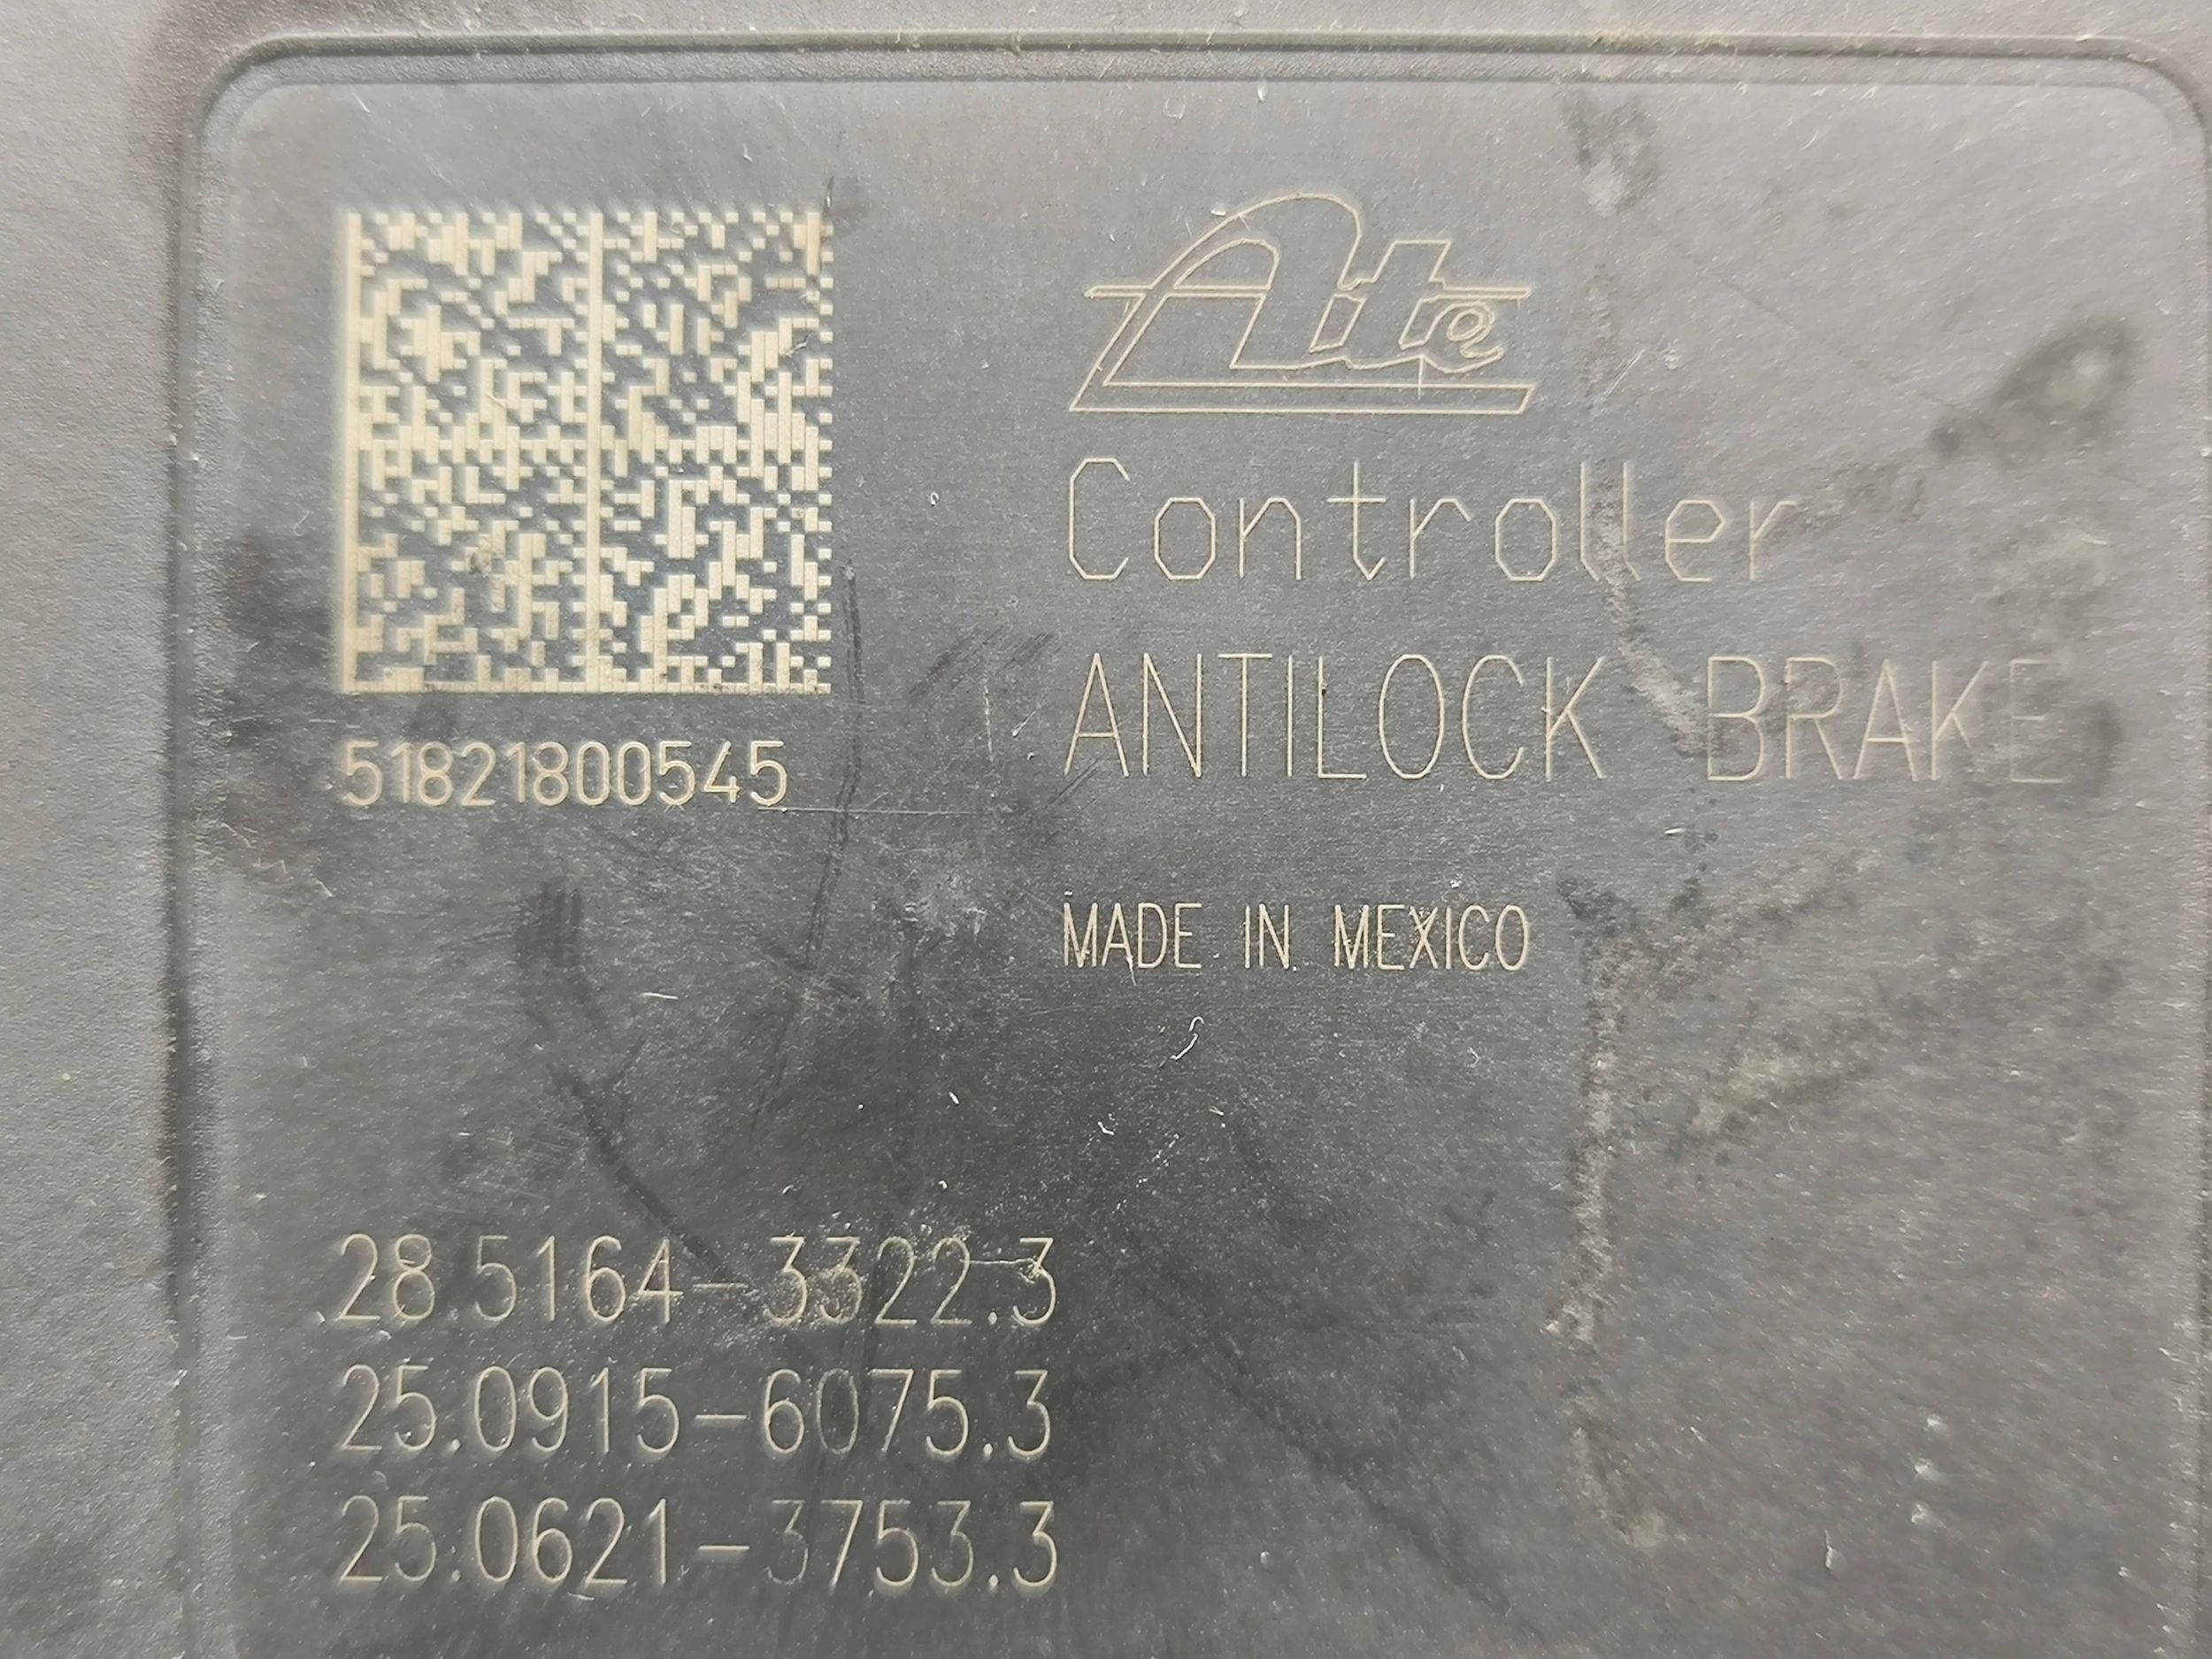 Ate
Controller
ANTILOCK BRAKE
51821800545
MADE IN MEXICO
28.5164-3322.3
25.0915-6075.3
25.0621-3753.3